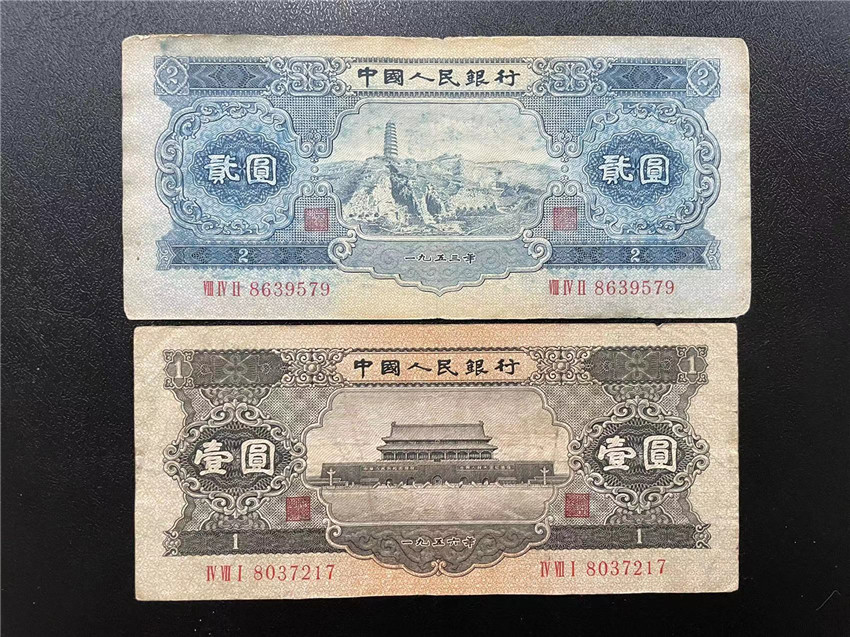 2 中國人民銀行 2
貳圓 貳圓
2 一九五三年 2
VIII IV II 8639579 VIII IV II 8639579
1 中國人民銀行 1
壹圓 壹圓
1 一九五六年 1
IV VII I 8037217 IV VII I 8037217